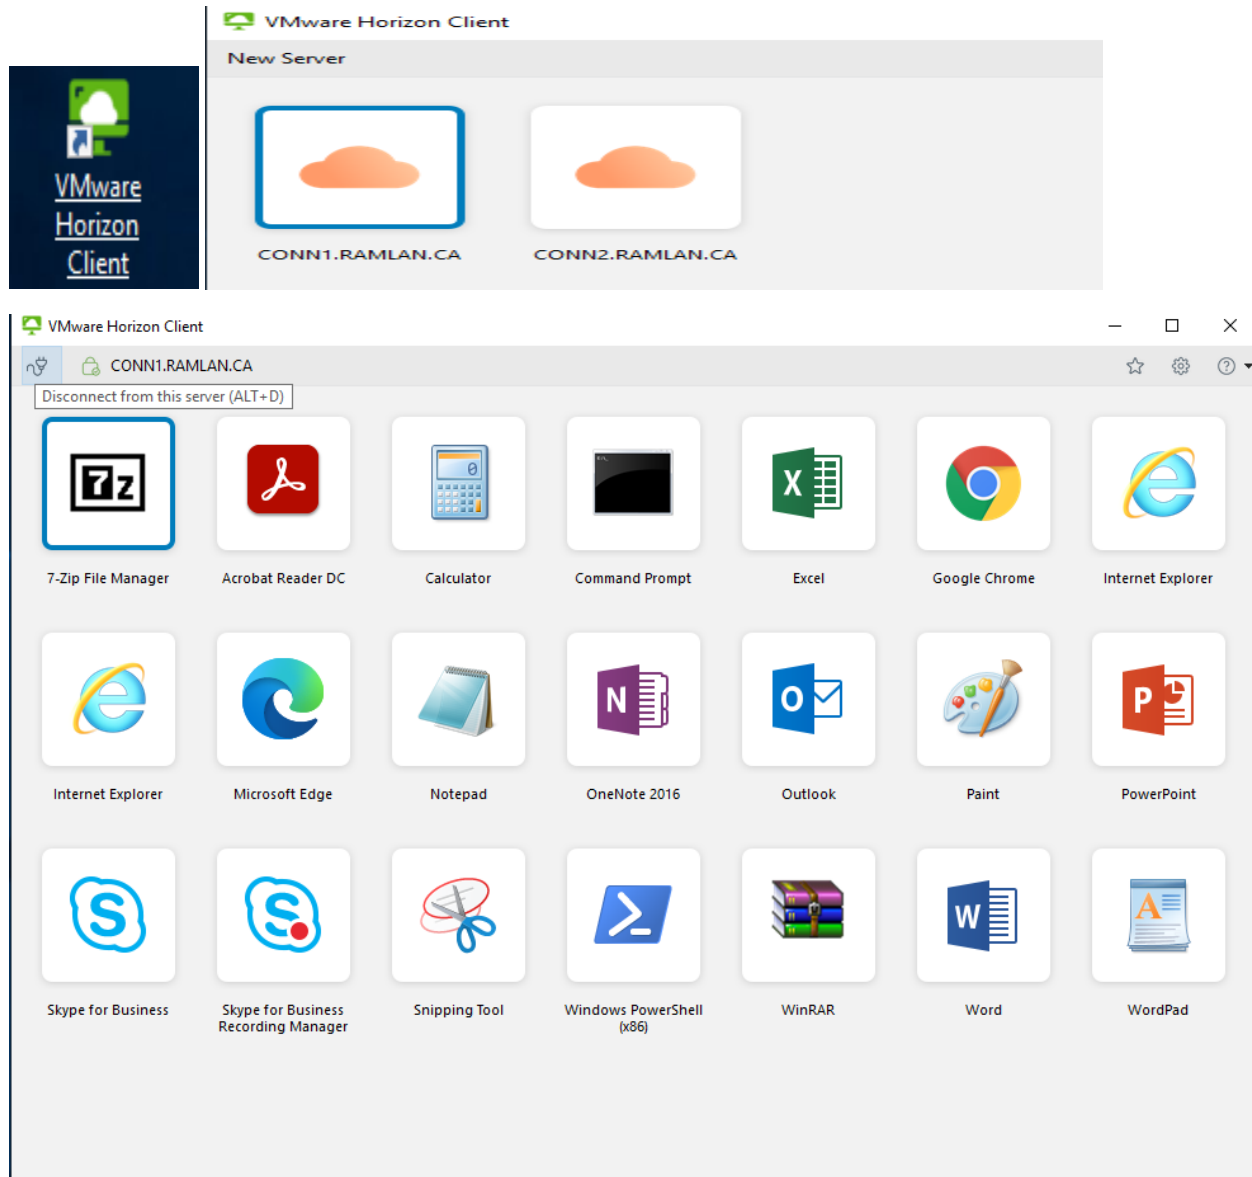 VMware
Horizon
Client
VMware Horizon Client
New Server
CONN1.RAMLAN.CA
CONN2.RAMLAN.CA
VMware Horizon Client
CONN1.RAMLAN.CA
Disconnect from this server (ALT+D)
7-Zip File Manager
Acrobat Reader DC
Calculator
Command Prompt
Excel
Google Chrome
Internet Explorer
Internet Explorer
Microsoft Edge
Notepad
OneNote 2016
Outlook
Paint
PowerPoint
Skype for Business
Skype for Business
Recording Manager
Snipping Tool
Windows PowerShell
(x86)
WinRAR
Word
WordPad